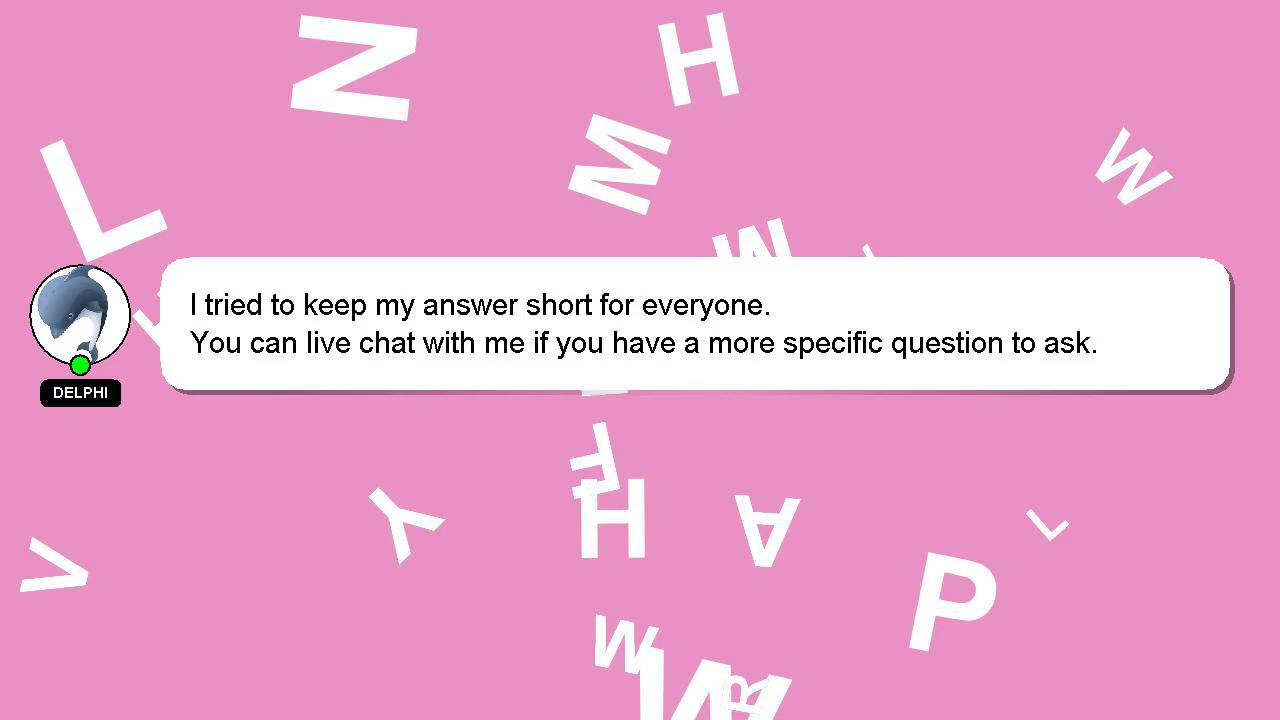 N
H
M
W
L
W
I tried to keep my answer short for everyone.
You can live chat with me if you have a more specific question to ask.
DELPHI
F
Y
H
A
L
V
P
W
W
R